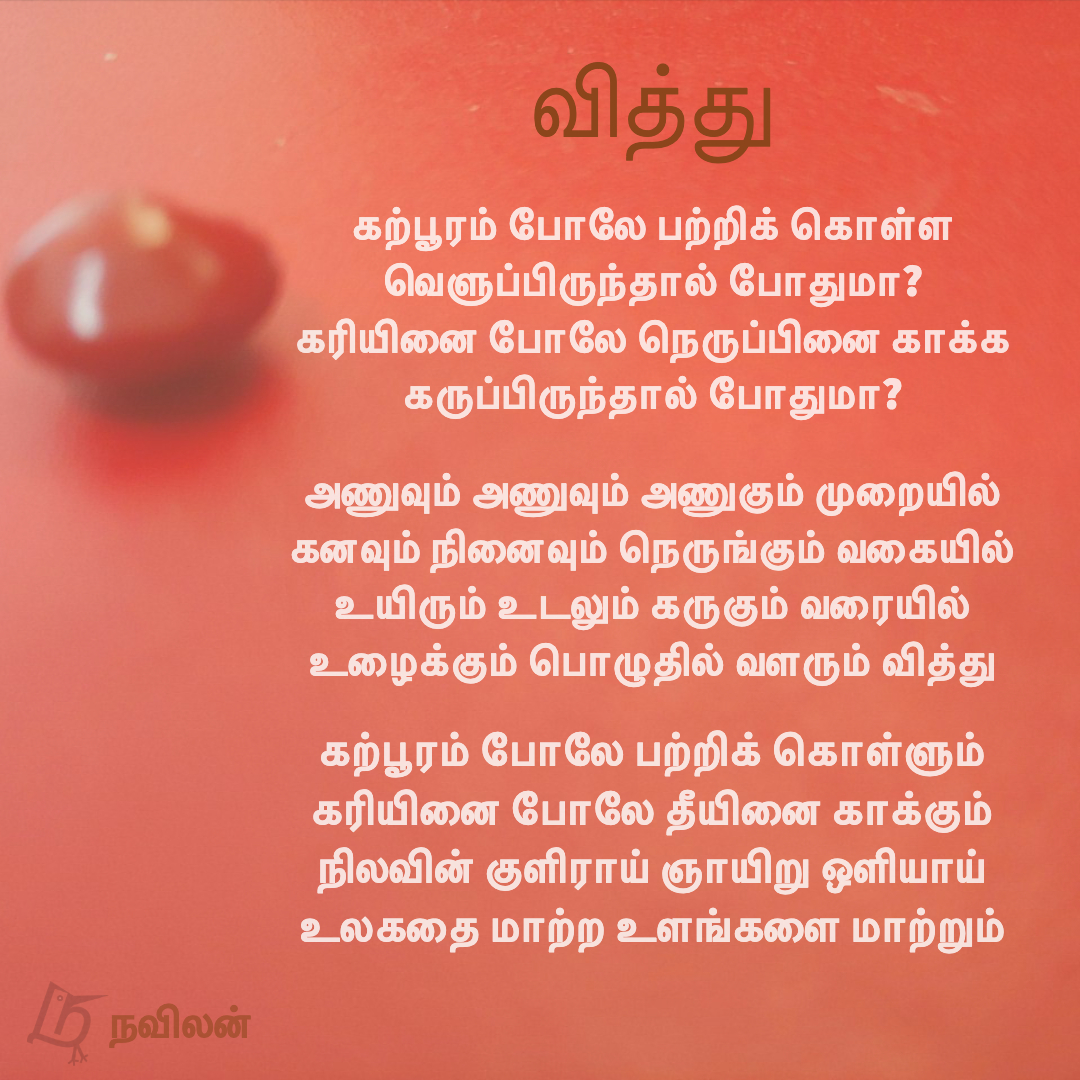 வித்து
கற்பூரம் போலே பற்றிக் கொள்ள
வெளுப்பிருந்தால் போதுமா?
கரியினை போலே நெருப்பினை காக்க
கருப்பிருந்தால் போதுமா?
அணுவும் அணுவும் அணுகும் முறையில்
கனவும் நினைவும் நெருங்கும் வகையில்
உயிரும் உடலும் கருகும் வரையில்
உழைக்கும் பொழுதில் வளரும் வித்து
கற்பூரம் போலே பற்றிக் கொள்ளும்
கரியினை போலே தீயினை காக்கும்
நிலவின் குளிராய் ஞாயிறு ஒளியாய்
உலகதை மாற்ற உளங்களை மாற்றும்
நவிலன்